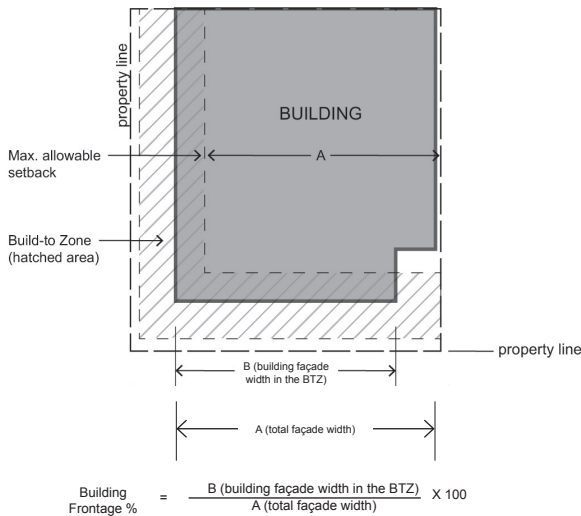 property line
BUILDING
A
Max. allowable
setback
Build-to Zone
(hatched area)
property line
B (building façade
width in the BTZ)
A (total façade width)
Building
Frontage %
=
B (building façade width in the BTZ)
A (total façade width)
X 100